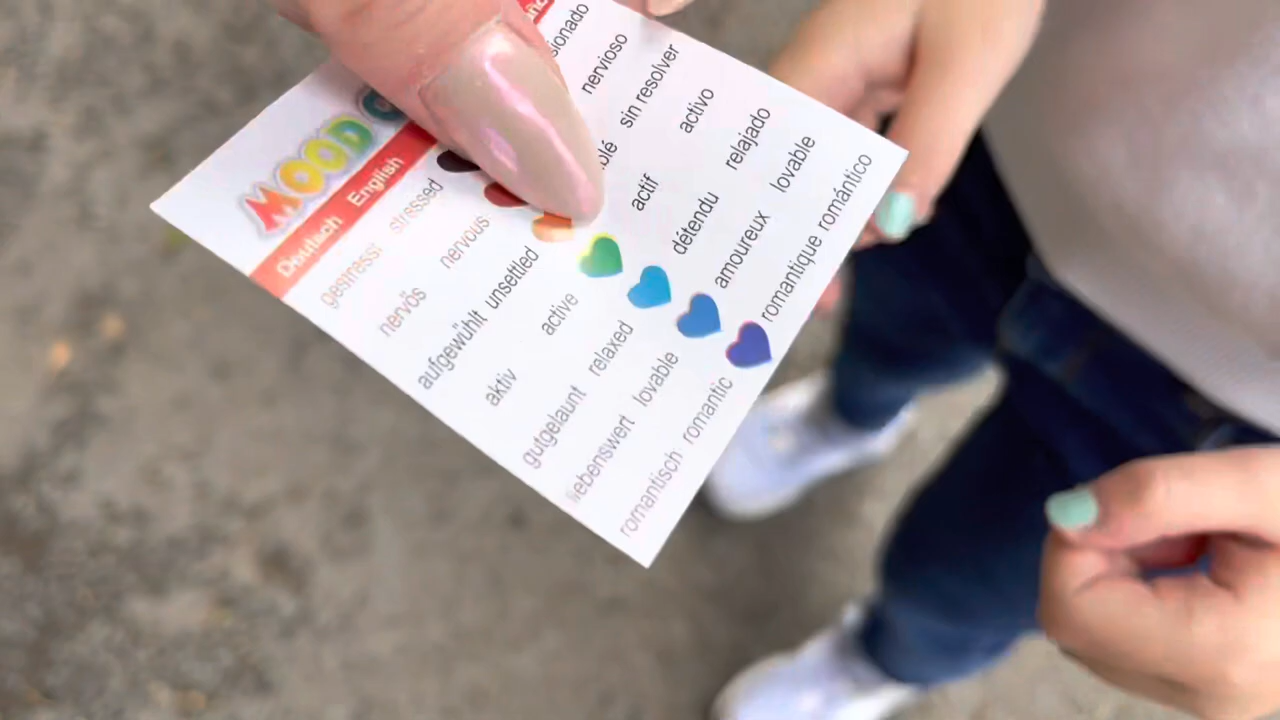 MOOD
Deutsch English
gestresst stressed
nervös nervous nervioso
aufgewühlt unsettled sin resolver
aktiv active actif activo
gutgelaunt relaxed détendu relajado
liebenswert lovable amoureux lovable
romantisch romantic romantique romántico